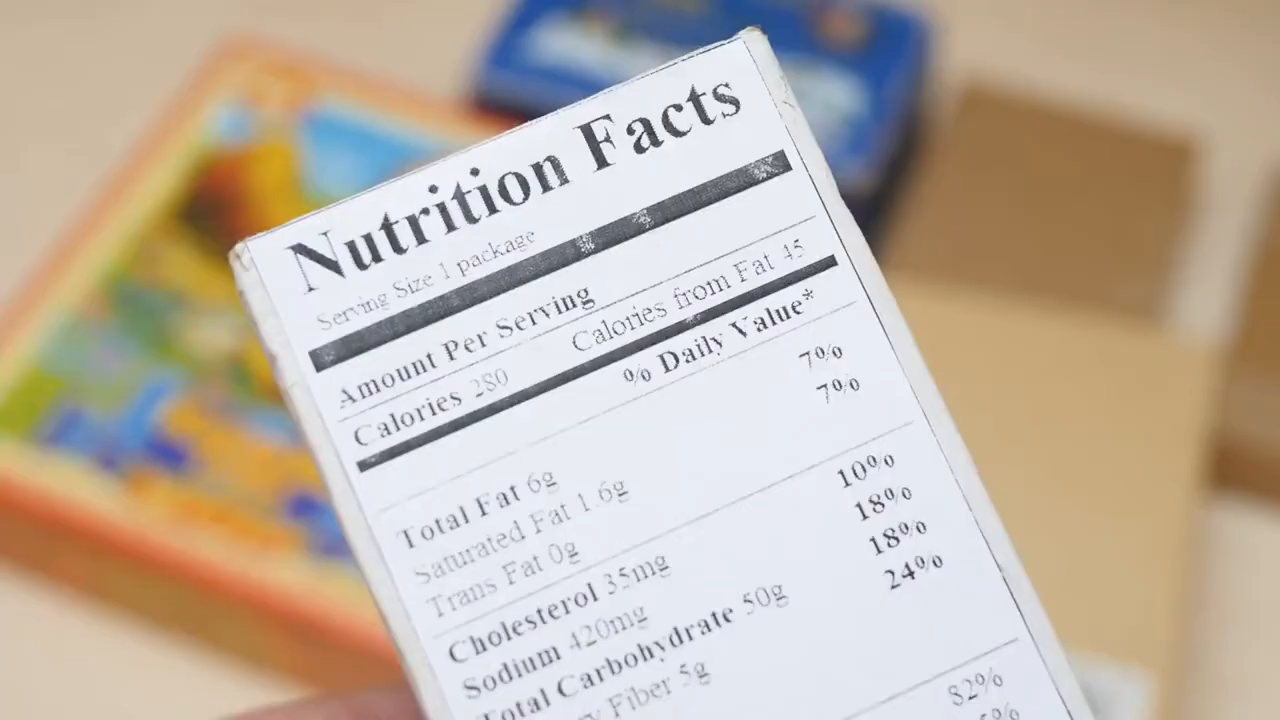 Nutrition Facts
Serving Size 1 package
Amount Per Serving
Calories 280 Calories from Fat 45
% Daily Value*
Total Fat 6g 7%
Saturated Fat 1.6g 7%
Trans Fat 0g
Cholesterol 35mg 10%
Sodium 420mg 18%
Total Carbohydrate 50g 18%
Fiber 5g 24%
82%